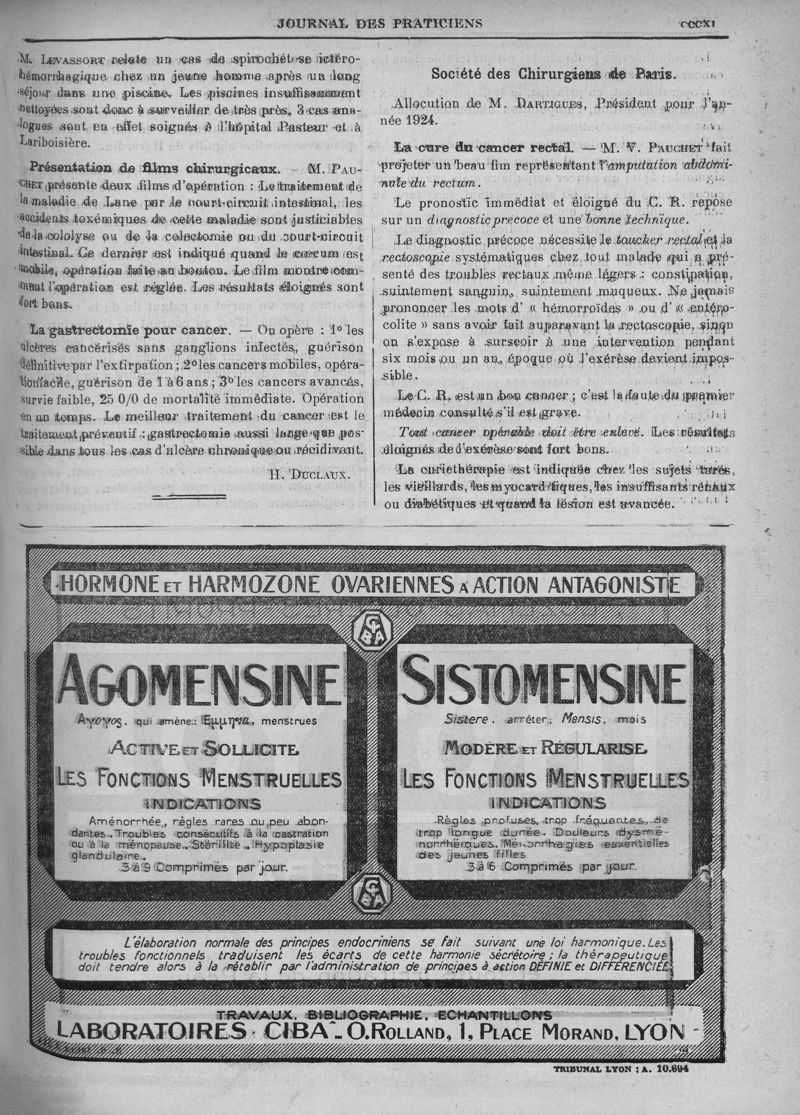 JOURNAL DES PRATICIENS
CCCXI
M. LEVASSORT relate un cas de spirochétose ictéro-
hémorrhagique chez un jeune homme après un long
séjour dans une piscine. Les piscines insuffisamment
nettoyées sont donc à surveiller de très près. 3 cas ana-
logues sont en effet soignés à l'hôpital Pasteur et à
Lariboisière.
Présentation de films chirurgicaux. — M. PAU-
CHET présente deux films d'opération : Le traitement de
la maladie de Lane par le court-circuit intestinal, les
accidents toxémiques de cette maladie sont justiciables
de la cololyse ou de la colectomie ou du court-circuit
intestinal. Ce dernier est indiqué quand le cæcum est
mobile, opération faite au bouton. Le film montre com-
ment l'opération est réglée. Les résultats éloignés sont
fort bons.
La gastrectomie pour cancer. — On opère : 1° les
ulcères cancérisés sans ganglions infectés, guérison
définitive par l'extirpation ; 2° les cancers mobiles, opéra-
tion facile, guérison de 1 à 6 ans ; 3° les cancers avancés,
survie faible, 25 0/0 de mortalité immédiate. Opération
en un temps. Le meilleur traitement du cancer est le
traitement préventif : gastrectomie aussi large que pos-
sible dans tous les cas d'ulcère chronique ou récidivant.
H. DUCLAUX.
Société des Chirurgiens de Paris.
Allocution de M. DARTIGUES, Président pour l'an-
née 1924.
La cure du cancer rectal. — M. V. PAUCHET fait
projeter un beau fim représentant l'amputation abdomi-
nale du rectum.
Le pronostic immédiat et éloigné du C. R. repose
sur un diagnostic précoce et une bonne technique.
Le diagnostic précoce nécessite le toucher rectal et la
rectoscopie systématiques chez tout malade qui a pré-
senté des troubles rectaux même légers : constipation,
suintement sanguin, suintement muqueux. Ne jamais
prononcer les mots d' « hémorroïdes » ou d' « entéro-
colite » sans avoir fait auparavant la rectoscopie, sinon
on s'expose à surseoir à une intervention pendant
six mois ou un an, époque où l'exérèse devient impos-
sible.
Le C. R. est un bon cancer ; c'est la faute du premier
médecin consulté s'il est grave.
Tout cancer opérable doit être enlevé. Les résultats
éloignés de d'exérèse sont fort bons.
La curiethérapie est indiquée chez les sujets tarés,
les vieillards, les myocarditiques, les insuffisants rénaux
ou diabétiques et quand la lésion est avancée.
HORMONE ET HARMOZONE OVARIENNES A ACTION ANTAGONISTE
CIBA
AGOMENSINE
Αγογος, qui amène : Εμμηνα, menstrues
ACTIVE ET SOLLICITE
LES FONCTIONS MENSTRUELLES
INDICATIONS
Aménorrhée, règles rares ou peu abon-
dantes. Troubles consécutifs à la castration
ou à la ménopause. Stérilité. Hypoplasie
glandulaire.
3 à 9 Comprimés par jour.
SISTOMENSINE
Sistere, arrêter ; Mensis, mois
MODÈRE ET RÉGULARISE
LES FONCTIONS MENSTRUELLES
INDICATIONS
Règles profuses, trop fréquentes, de
trop longue durée. Douleurs dysmé-
norrhérques. Ménorrhagies essentielles
des jeunes filles
3 à 6 Comprimés par jour.
CIBA
L'élaboration normale des principes endocriniens se fait suivant une loi harmonique. Les
troubles fonctionnels traduisent les écarts de cette harmonie sécrétoire ; la thérapeutique
doit tendre alors à la rétablir par l'administration de principes à action DÉFINIE et DIFFÉRENCIÉE
TRAVAUX, BIBLIOGRAPHIE, ECHANTILLONS
LABORATOIRES CIBA - O. ROLLAND, 1, PLACE MORAND, LYON
TRIBUNAL LYON : A. 10.694